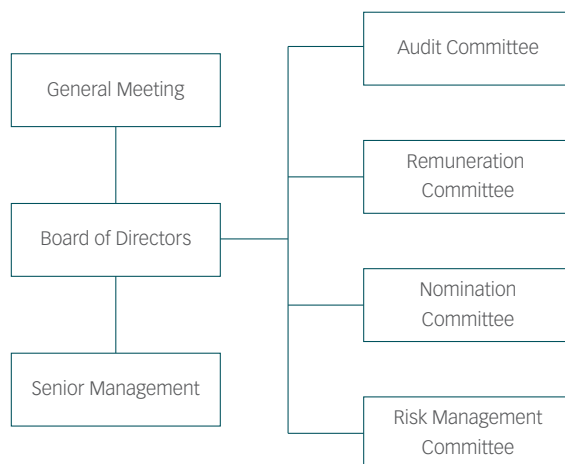 General Meeting
Board of Directors
Senior Management
Audit Committee
Remuneration
Committee
Nomination
Committee
Risk Management
Committee